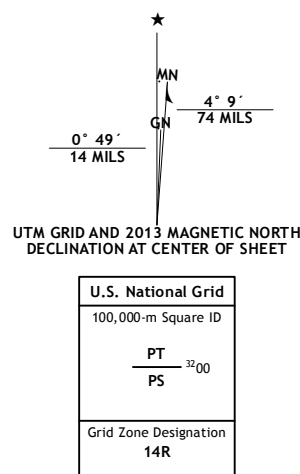 ★
MN
GN
4° 9´
74 MILS
0° 49´
14 MILS
UTM GRID AND 2013 MAGNETIC NORTH
DECLINATION AT CENTER OF SHEET
U.S. National Grid
100,000-m Square ID
PT
³²00
PS
Grid Zone Designation
14R